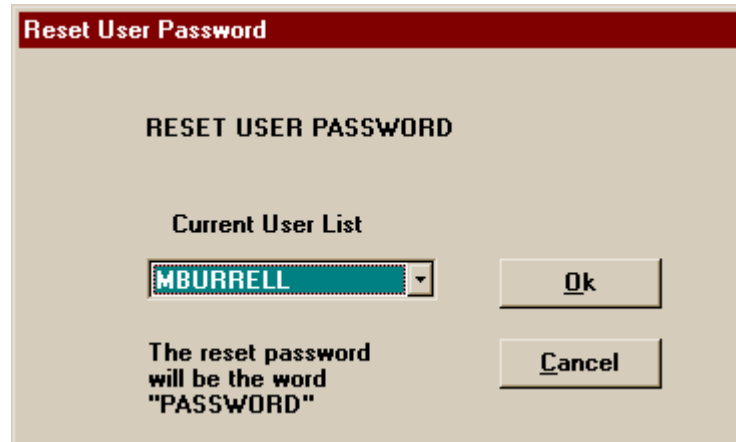 Reset User Password
RESET USER PASSWORD
Current User List
MBURRELL
Ok
The reset password
will be the word
"PASSWORD"
Cancel